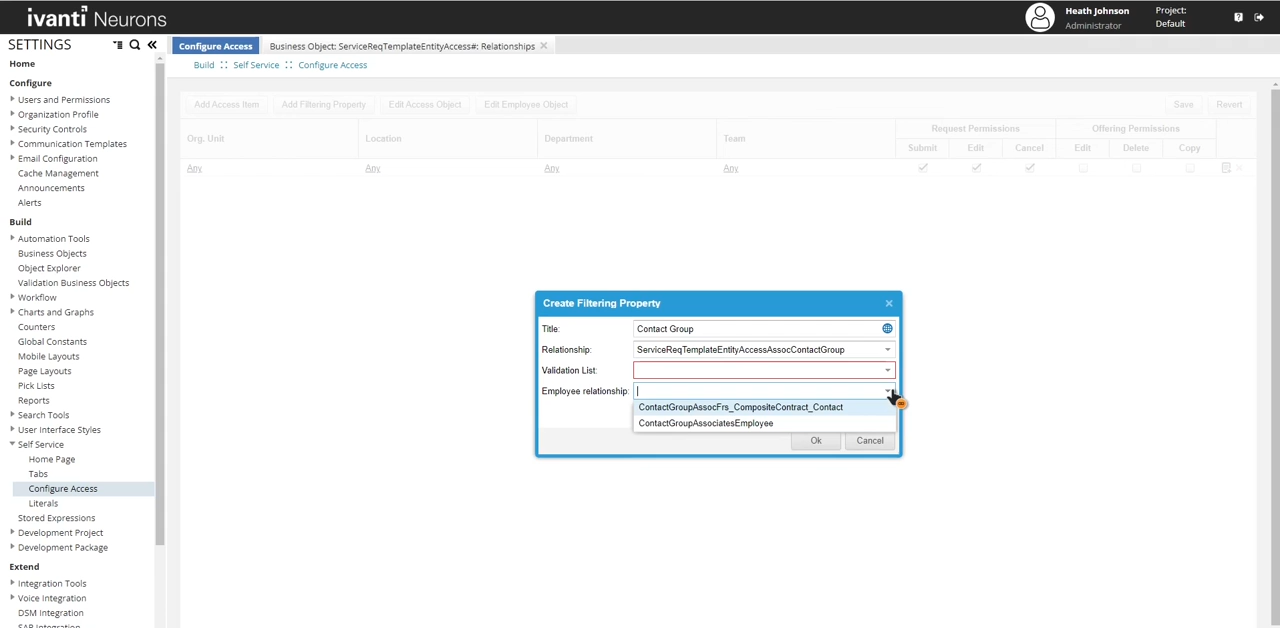 ivanti Neurons
Heath Johnson
Administrator
Project:
Default
SETTINGS
Home
Configure
Users and Permissions
Organization Profile
Security Controls
Communication Templates
Email Configuration
Cache Management
Announcements
Alerts
Build
Automation Tools
Business Objects
Object Explorer
Validation Business Objects
Workflow
Charts and Graphs
Counters
Global Constants
Mobile Layouts
Page Layouts
Pick Lists
Reports
Search Tools
User Interface Styles
Self Service
Home Page
Tabs
Configure Access
Literals
Stored Expressions
Development Project
Development Package
Extend
Integration Tools
Voice Integration
DSM Integration
SAP Integration
Configure Access
Business Object: ServiceReqTemplateEntityAccess#: Relationships
Build :: Self Service :: Configure Access
Add Access Item Add Filtering Property Edit Access Object Edit Employee Object Save Revert
Org. Unit Location Department Team Request Permissions Offering Permissions
Submit Edit Cancel Edit Delete Copy
Any Any Any Any
Create Filtering Property
Title: Contact Group
Relationship: ServiceReqTemplateEntityAccessAssocContactGroup
Validation List:
Employee relationship:
ContactGroupAssocFrs_CompositeContract_Contact
ContactGroupAssociatesEmployee
Ok Cancel